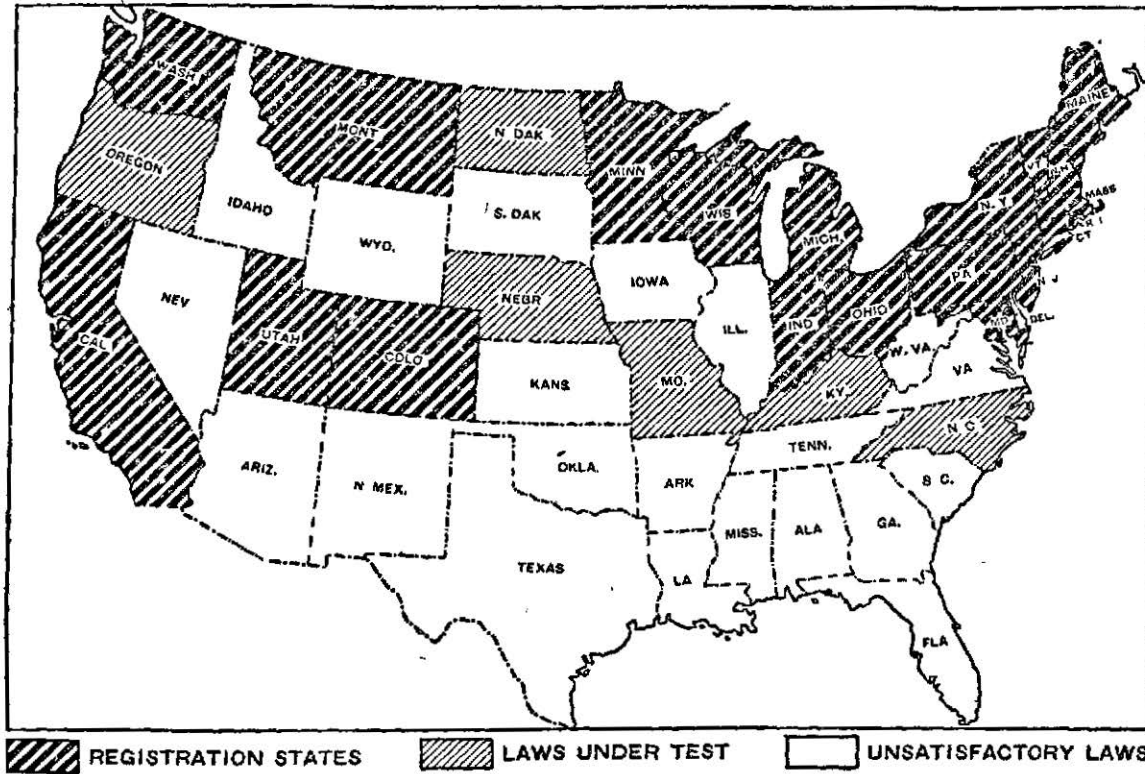 WASH
MONT
N. DAK
MINN
MAINE
OREGON
IDAHO
S. DAK
WIS
MICH.
N. Y.
VT
N.H.
MASS
R I
CT
WYO.
NEBR
IOWA
PA
N J
NEV
UTAH
COLO
ILL.
IND
OHIO
MD
DEL.
CAL
KANS
MO.
W. VA
VA
KY.
N C
TENN.
ARIZ.
N MEX.
OKLA.
ARK
S C.
MISS.
ALA
GA.
TEXAS
LA
FLA
REGISTRATION STATES
LAWS UNDER TEST
UNSATISFACTORY LAWS